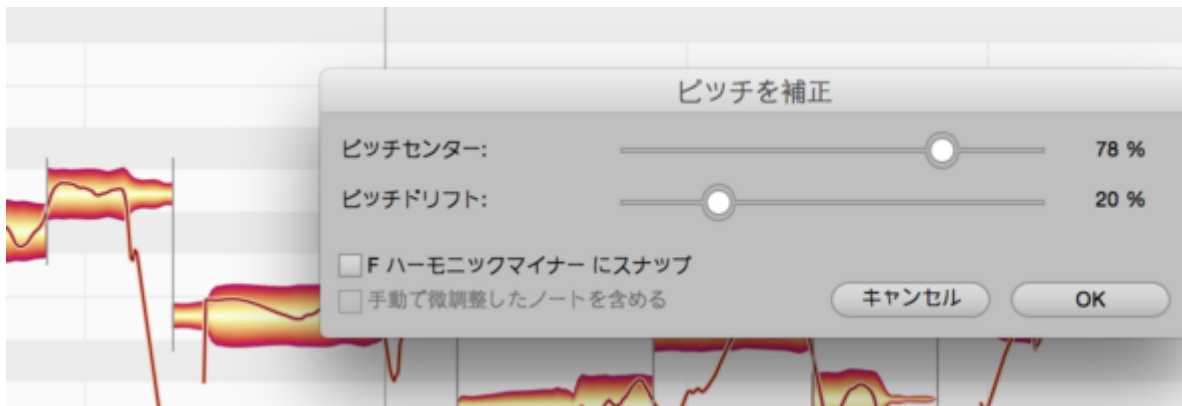 ピッチを補正
ピッチセンター: 78 %
ピッチドリフト: 20 %
F ハーモニックマイナー にスナップ
手動で微調整したノートを含める
キャンセル OK